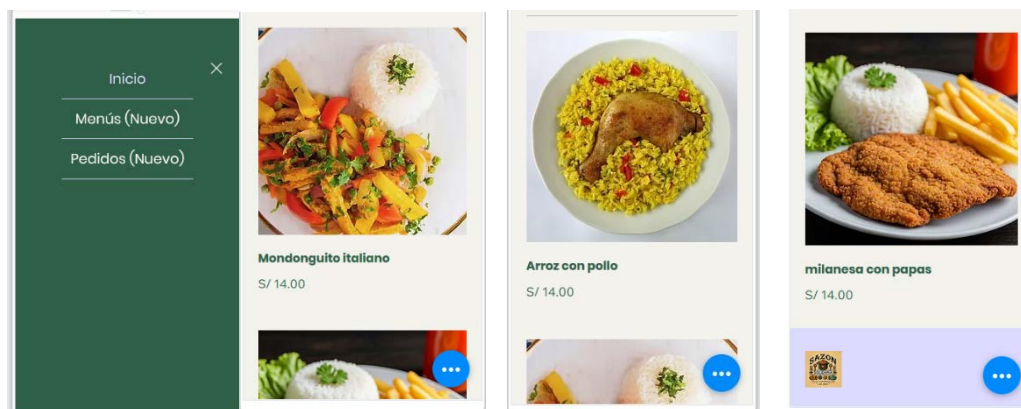 Inicio
Menús (Nuevo)
Pedidos (Nuevo)
Mondonguito italiano
S/ 14.00
Arroz con pollo
S/ 14.00
milanesa con papas
S/ 14.00
SAZON